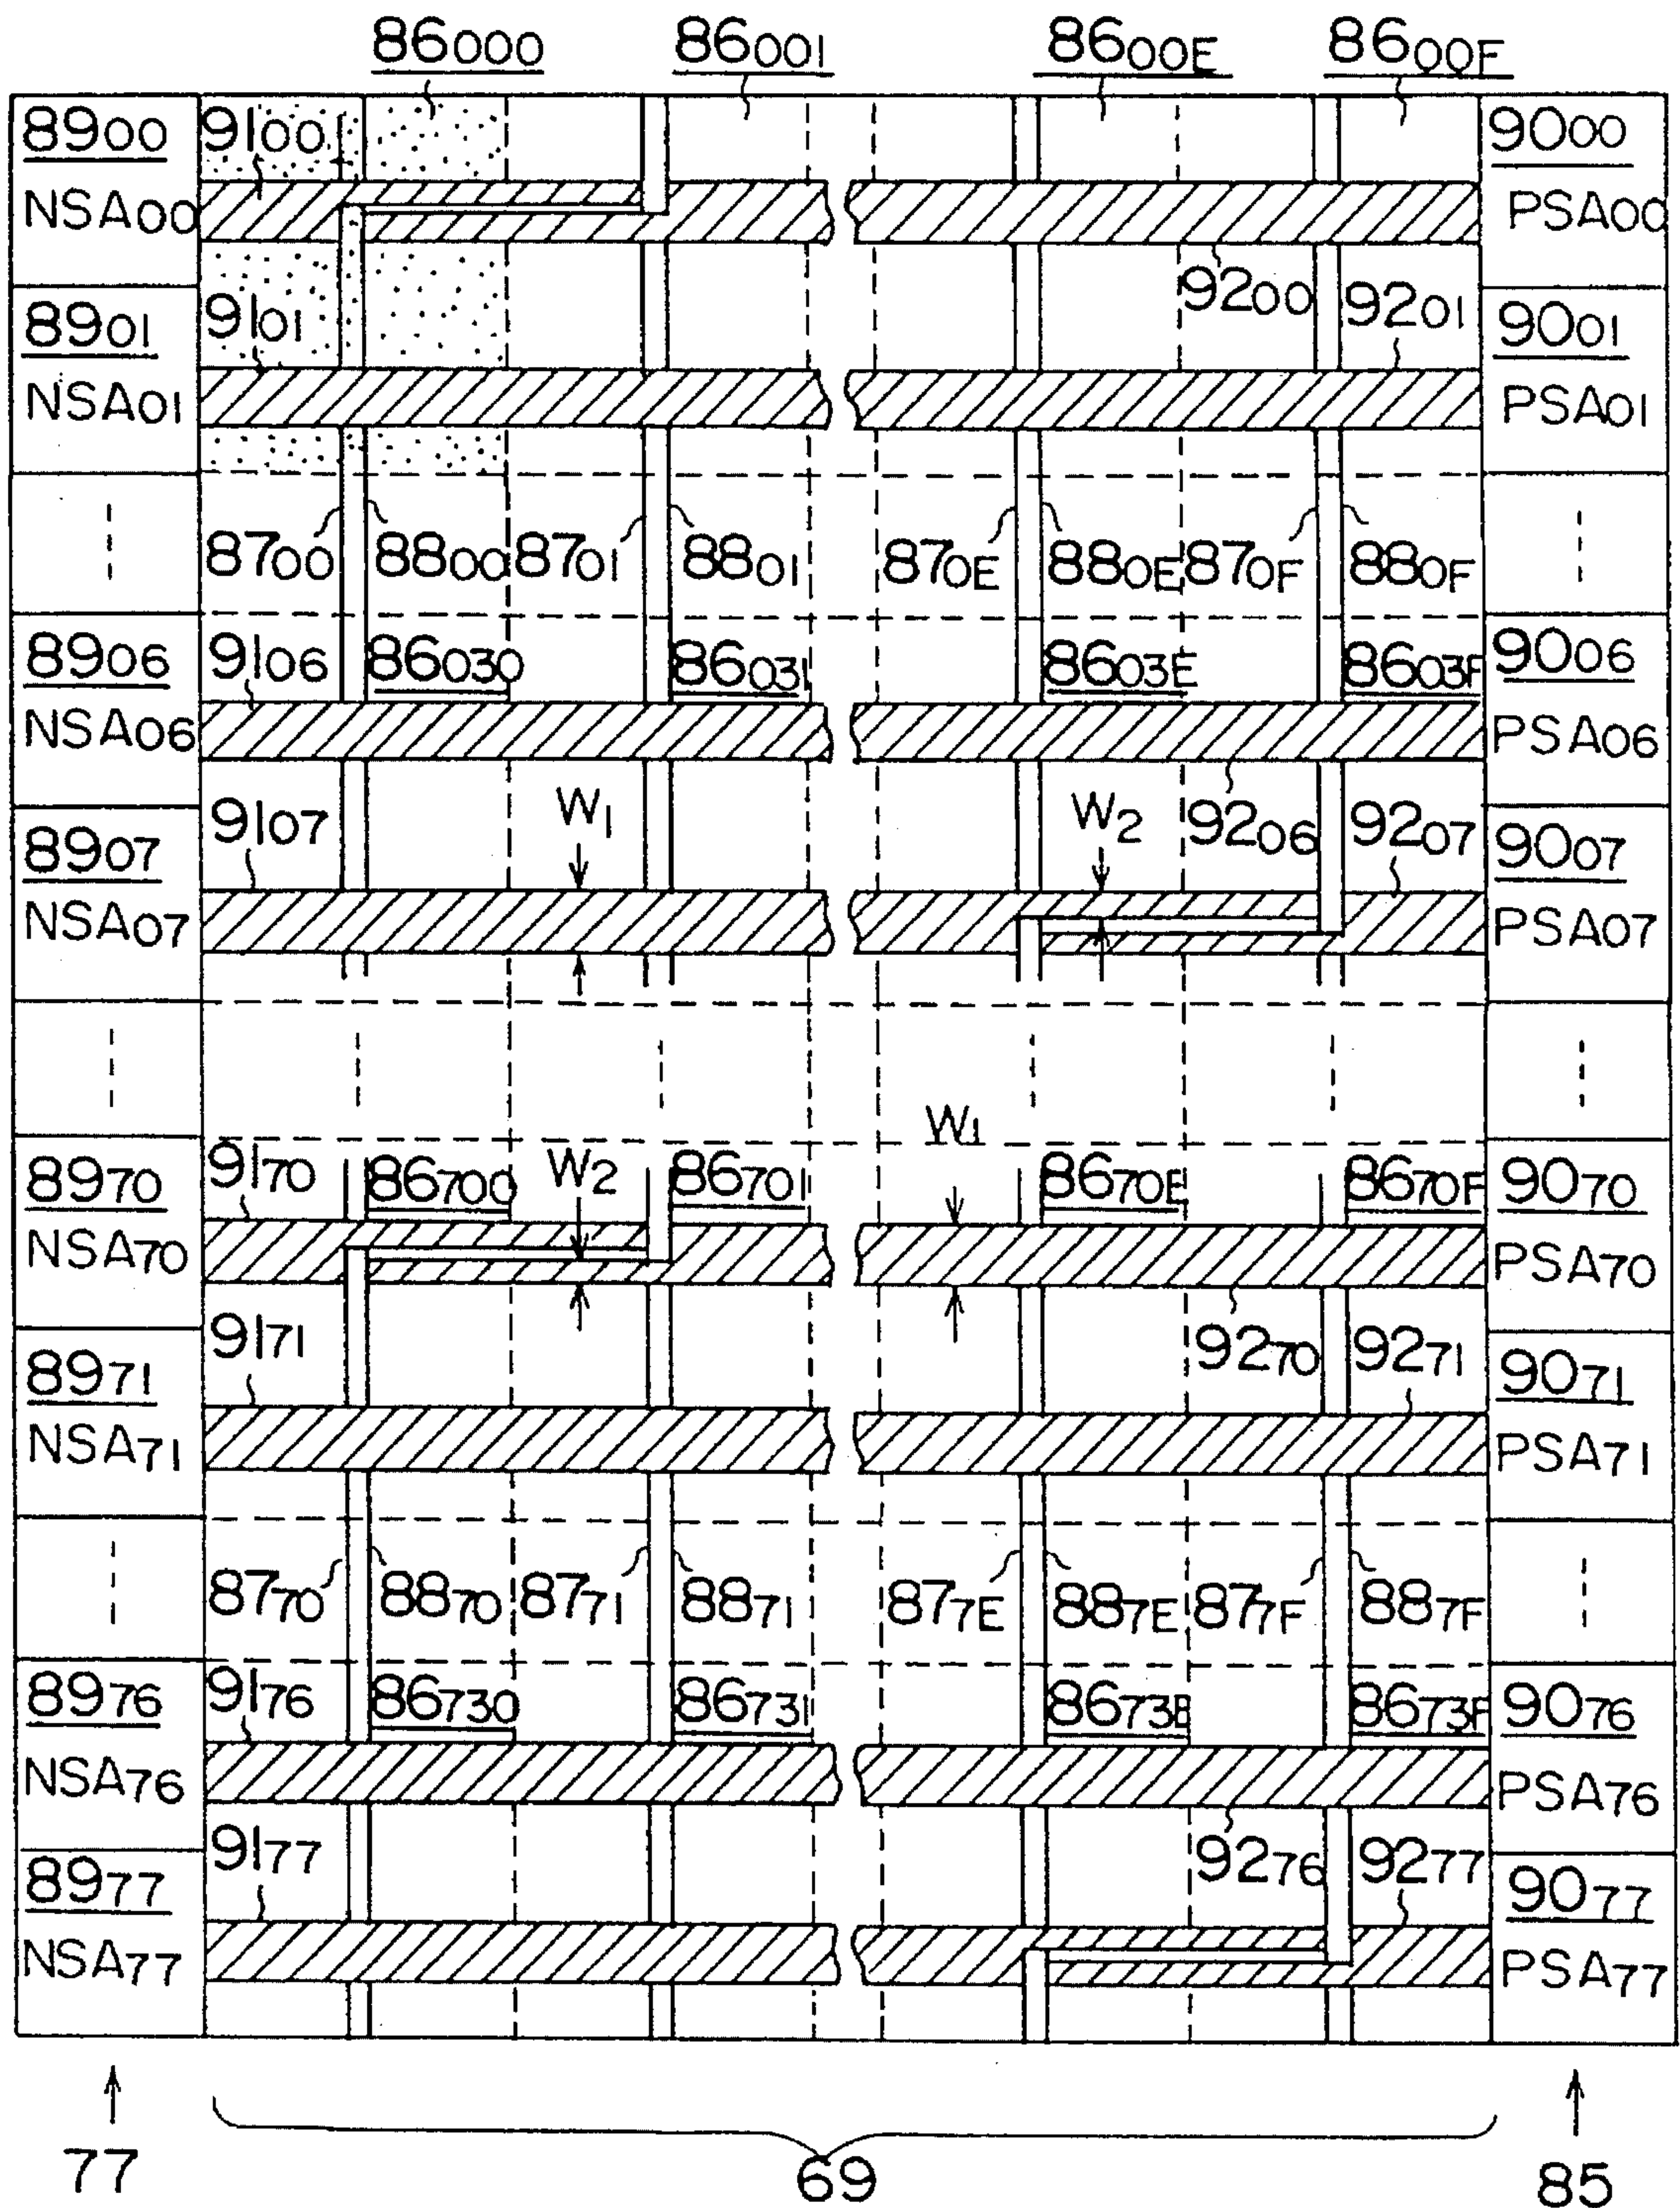 86000 86001 8600E 8600F
8900 9100 9000
NSA00 PSA00
9200
8901 9101 9201 9001
NSA01 PSA01
8700 8800 8701 8801 870E 880E 870F 880F
8906 9106 86030 86031 8603E 8603F 9006
NSA06 PSA06
9107 W1 W2 9206 9207
8907 9007
NSA07 PSA07
W1
8970 9170 86700 W2 86701 8670E 8670F 9070
NSA70 PSA70
9171 9270 9271
8971 9071
NSA71 PSA71
8770 8870 8771 8871 877E 887E 877F 887F
8976 9176 86730 86731 8673E 8673F 9076
NSA76 PSA76
9177 9276 9277
8977 9077
NSA77 PSA77
77 69 85